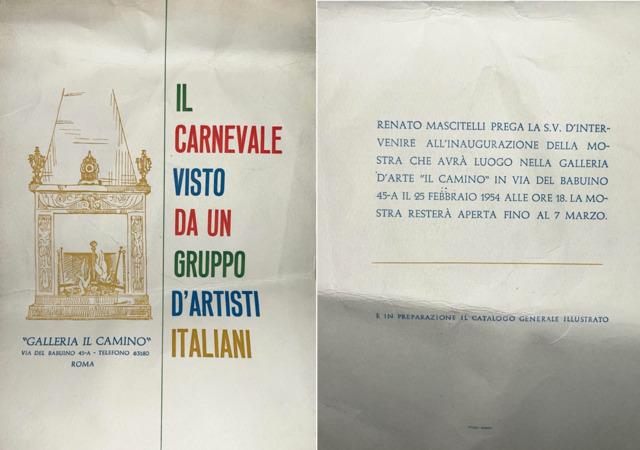 IL
CARNEVALE
VISTO
DA UN
GRUPPO
D'ARTISTI
ITALIANI
"GALLERIA IL CAMINO"
VIA DEL BABUINO 45-A - TELEFONO 63180
ROMA
RENATO MASCITELLI PREGA LA S.V. D'INTER-
VENIRE ALL'INAUGURAZIONE DELLA MO-
STRA CHE AVRÀ LUOGO NELLA GALLERIA
D'ARTE "IL CAMINO" IN VIA DEL BABUINO
45-A IL 25 FEBBRAIO 1954 ALLE ORE 18. LA MO-
STRA RESTERÀ APERTA FINO AL 7 MARZO.
È IN PREPARAZIONE IL CATALOGO GENERALE ILLUSTRATO